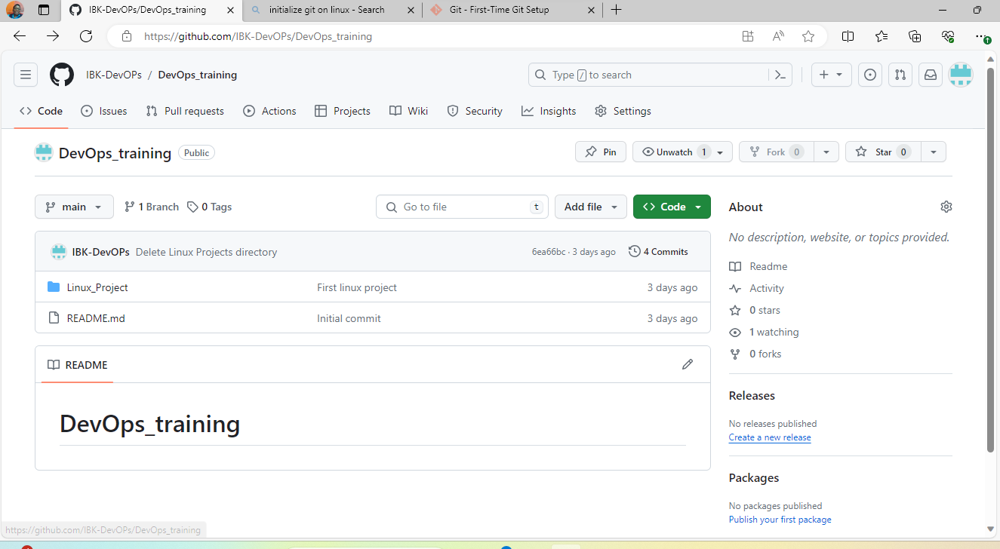 IBK-DevOPs/DevOps_training
initialize git on linux - Search
Git - First-Time Git Setup
https://github.com/IBK-DevOPs/DevOps_training
IBK-DevOPs / DevOps_training
Type / to search
Code Issues Pull requests Actions Projects Wiki Security Insights Settings
DevOps_training Public
Pin Unwatch 1 Fork 0 Star 0
main 1 Branch 0 Tags Go to file t Add file Code
IBK-DevOPs Delete Linux Projects directory 6ea66bc · 3 days ago 4 Commits
Linux_Project First linux project 3 days ago
README.md Initial commit 3 days ago
README
DevOps_training
About
No description, website, or topics provided.
Readme
Activity
0 stars
1 watching
0 forks
Releases
No releases published
Create a new release
Packages
No packages published
Publish your first package
https://github.com/IBK-DevOPs/DevOps_training